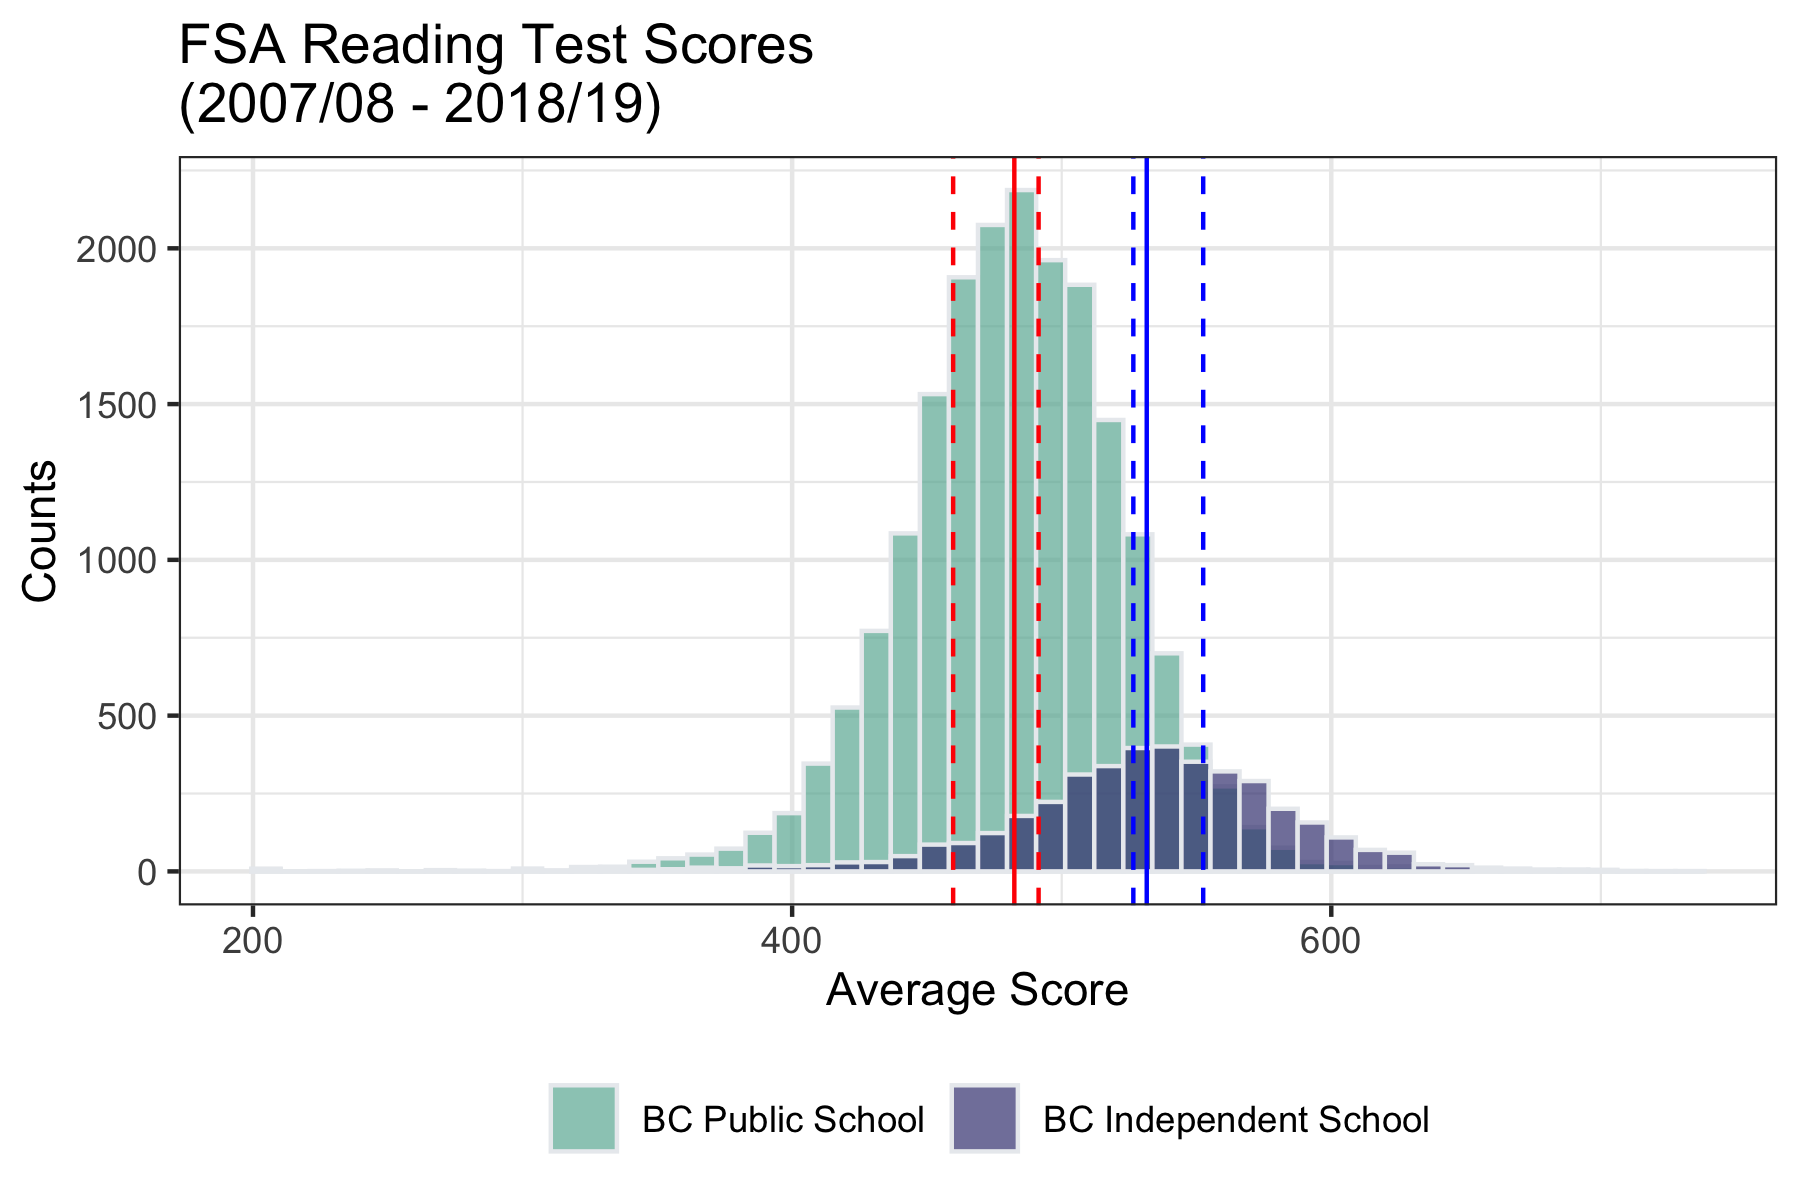 FSA Reading Test Scores
(2007/08 - 2018/19)
Counts
2000
1500
1000
500
0
200 400 600
Average Score
BC Public School BC Independent School